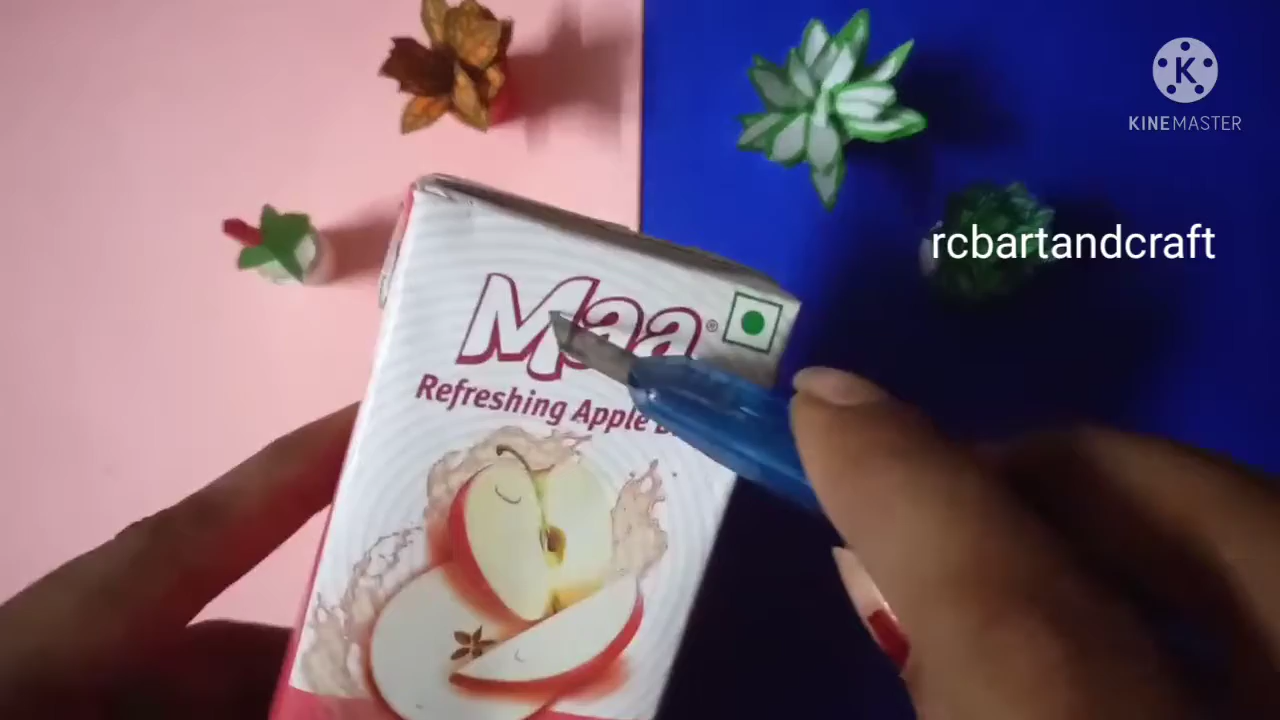 K
KINEMASTER
rcbartandcraft
Maa®
Refreshing Apple